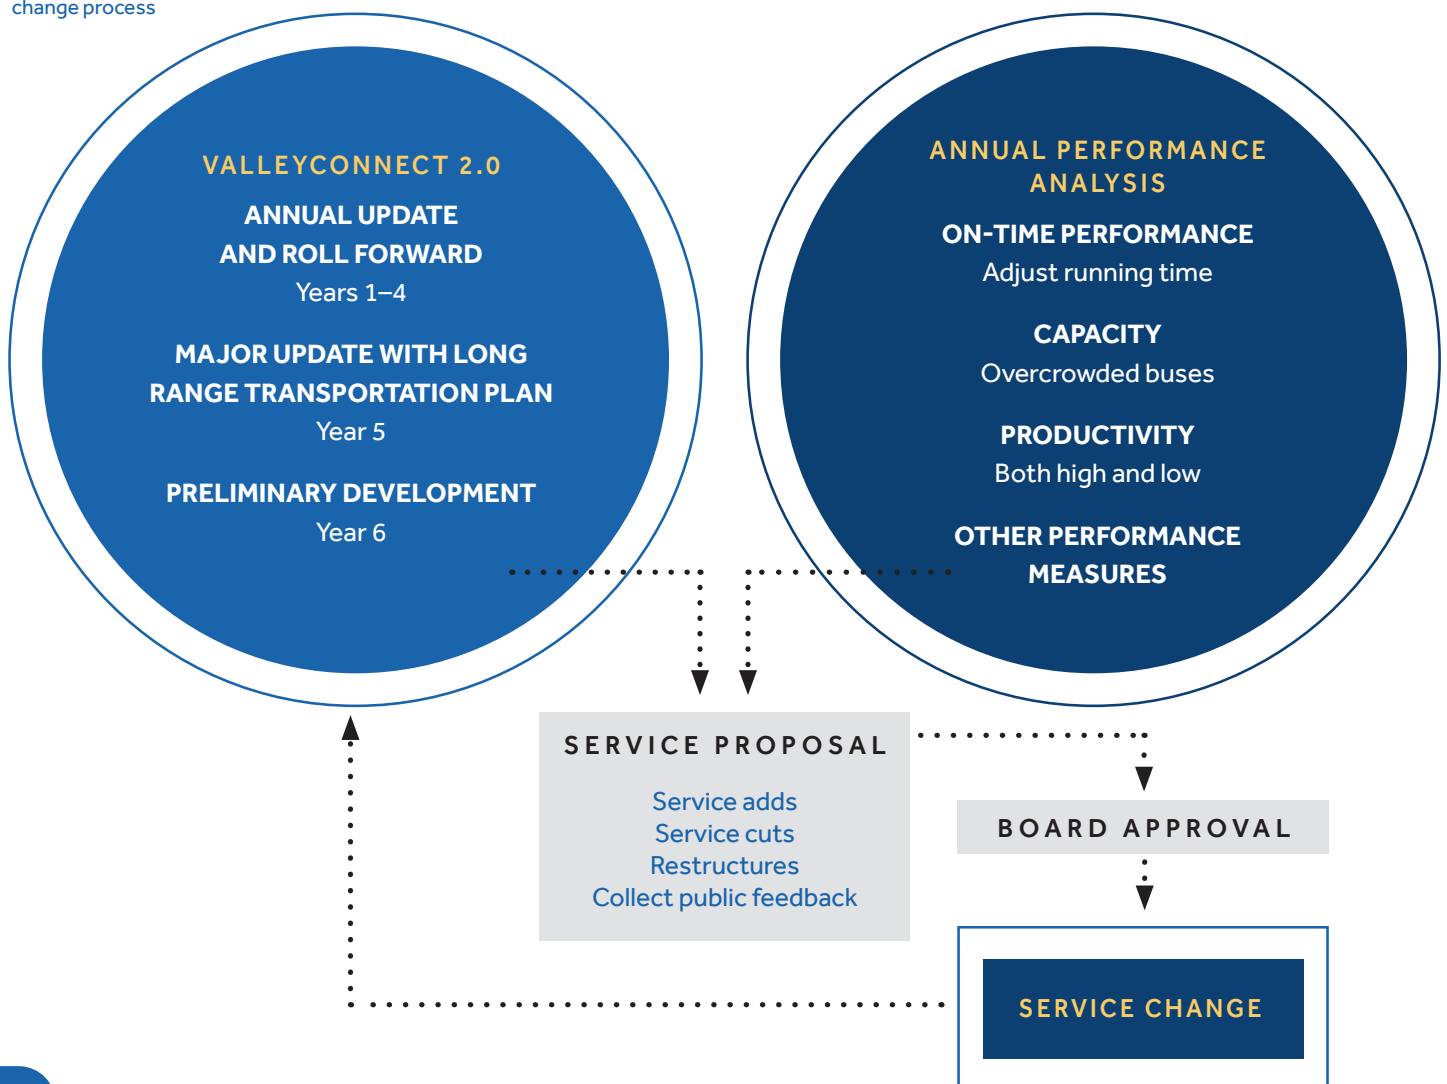 change process
VALLEYCONNECT 2.0
ANNUAL UPDATE
AND ROLL FORWARD
Years 1–4
MAJOR UPDATE WITH LONG
RANGE TRANSPORTATION PLAN
Year 5
PRELIMINARY DEVELOPMENT
Year 6
ANNUAL PERFORMANCE
ANALYSIS
ON-TIME PERFORMANCE
Adjust running time
CAPACITY
Overcrowded buses
PRODUCTIVITY
Both high and low
OTHER PERFORMANCE
MEASURES
SERVICE PROPOSAL
Service adds
Service cuts
Restructures
Collect public feedback
BOARD APPROVAL
SERVICE CHANGE